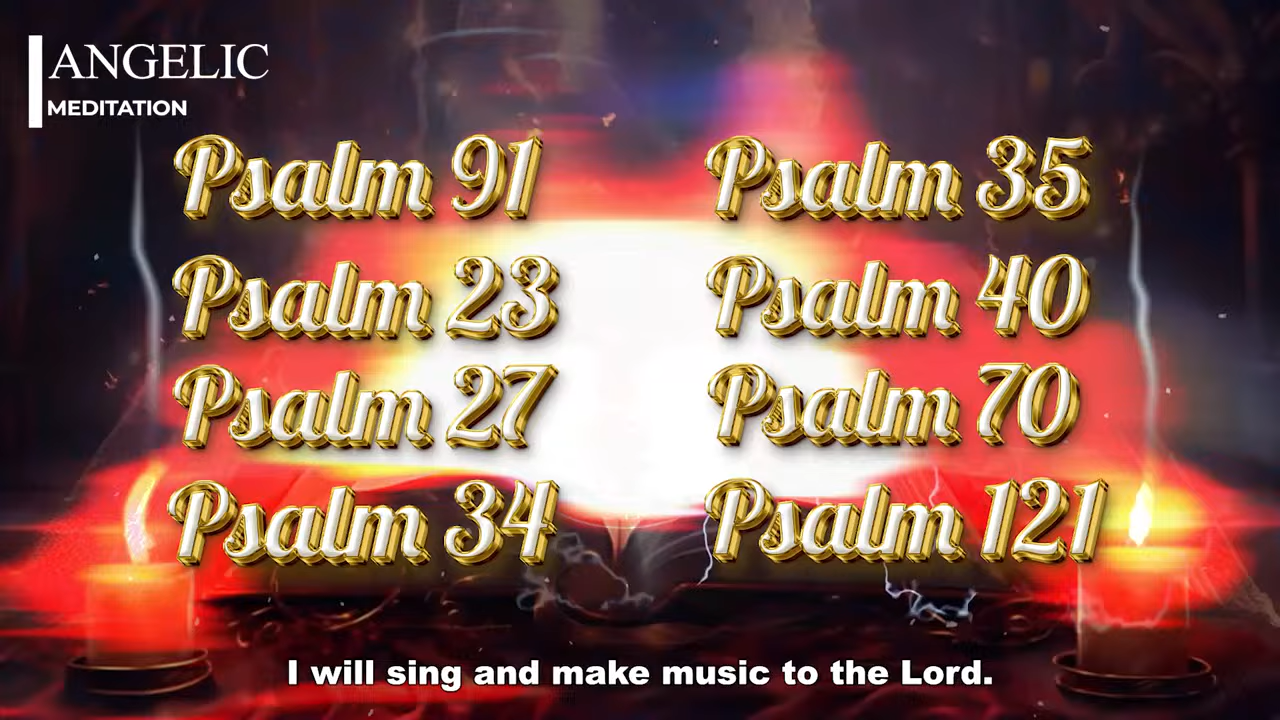 ANGELIC
MEDITATION
Psalm 91
Psalm 23
Psalm 27
Psalm 34
Psalm 35
Psalm 40
Psalm 70
Psalm 121
I will sing and make music to the Lord.